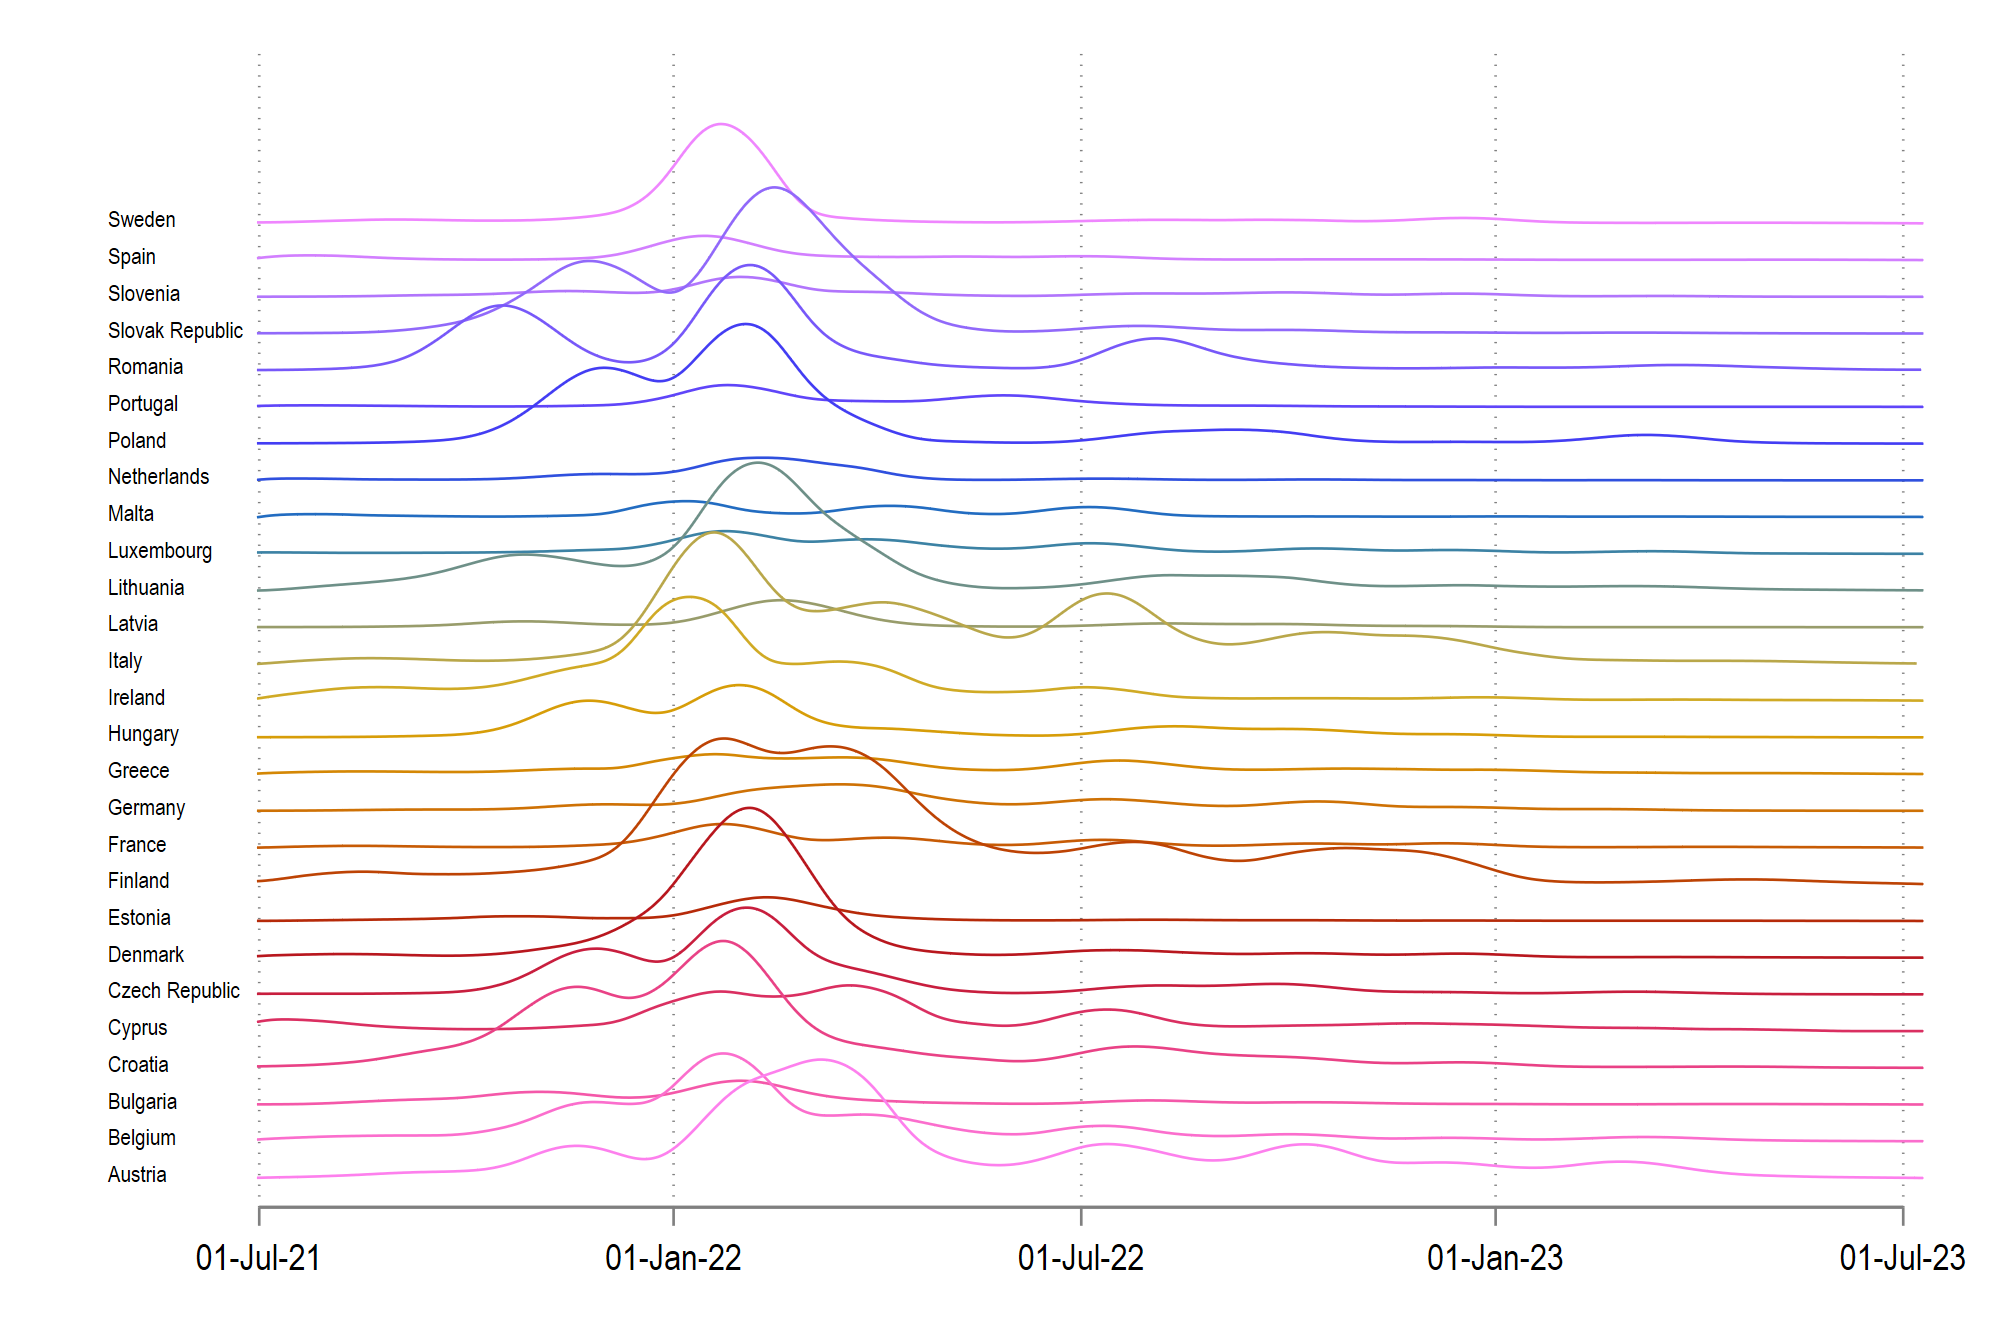 Sweden
Spain
Slovenia
Slovak Republic
Romania
Portugal
Poland
Netherlands
Malta
Luxembourg
Lithuania
Latvia
Italy
Ireland
Hungary
Greece
Germany
France
Finland
Estonia
Denmark
Czech Republic
Cyprus
Croatia
Bulgaria
Belgium
Austria
01-Jul-21 01-Jan-22 01-Jul-22 01-Jan-23 01-Jul-23